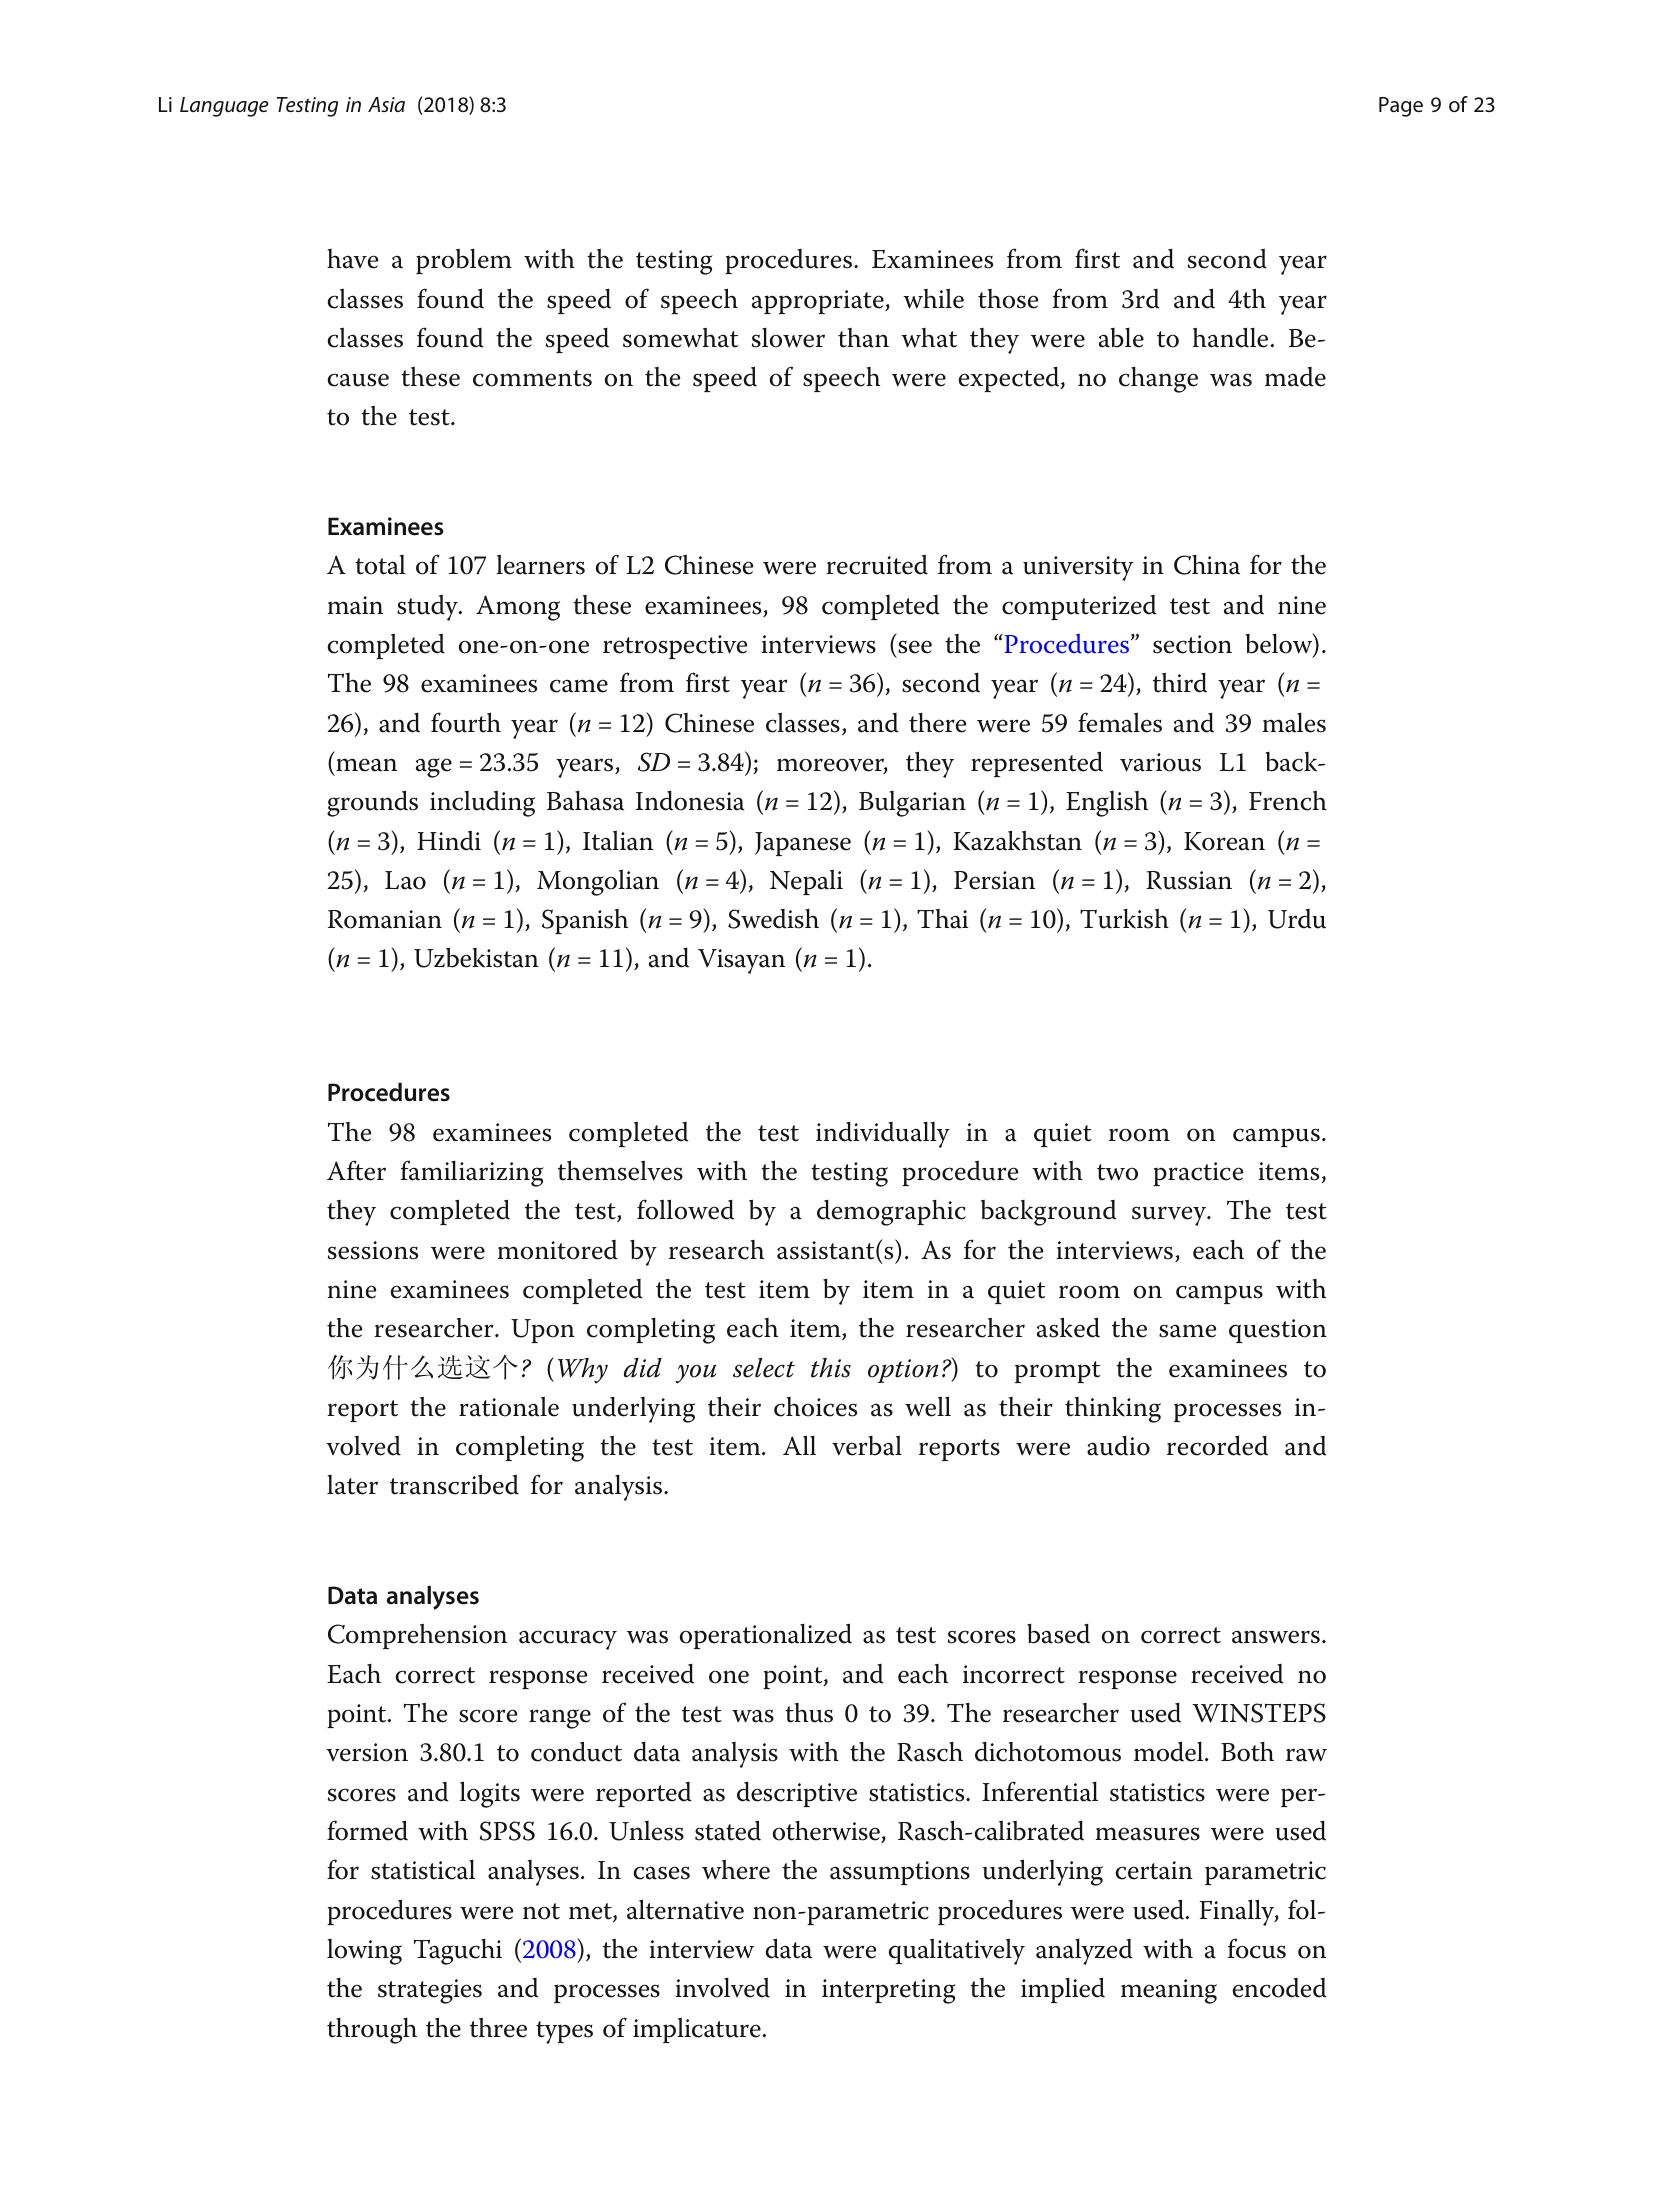 Li Language Testing in Asia (2018) 8:3
Page 9 of 23
have a problem with the testing procedures. Examinees from first and second year
classes found the speed of speech appropriate, while those from 3rd and 4th year
classes found the speed somewhat slower than what they were able to handle. Be-
cause these comments on the speed of speech were expected, no change was made
to the test.
Examinees
A total of 107 learners of L2 Chinese were recruited from a university in China for the
main study. Among these examinees, 98 completed the computerized test and nine
completed one-on-one retrospective interviews (see the “Procedures” section below).
The 98 examinees came from first year (n = 36), second year (n = 24), third year (n =
26), and fourth year (n = 12) Chinese classes, and there were 59 females and 39 males
(mean age = 23.35 years, SD = 3.84); moreover, they represented various L1 back-
grounds including Bahasa Indonesia (n = 12), Bulgarian (n = 1), English (n = 3), French
(n = 3), Hindi (n = 1), Italian (n = 5), Japanese (n = 1), Kazakhstan (n = 3), Korean (n =
25), Lao (n = 1), Mongolian (n = 4), Nepali (n = 1), Persian (n = 1), Russian (n = 2),
Romanian (n = 1), Spanish (n = 9), Swedish (n = 1), Thai (n = 10), Turkish (n = 1), Urdu
(n = 1), Uzbekistan (n = 11), and Visayan (n = 1).
Procedures
The 98 examinees completed the test individually in a quiet room on campus.
After familiarizing themselves with the testing procedure with two practice items,
they completed the test, followed by a demographic background survey. The test
sessions were monitored by research assistant(s). As for the interviews, each of the
nine examinees completed the test item by item in a quiet room on campus with
the researcher. Upon completing each item, the researcher asked the same question
你为什么选这个? (Why did you select this option?) to prompt the examinees to
report the rationale underlying their choices as well as their thinking processes in-
volved in completing the test item. All verbal reports were audio recorded and
later transcribed for analysis.
Data analyses
Comprehension accuracy was operationalized as test scores based on correct answers.
Each correct response received one point, and each incorrect response received no
point. The score range of the test was thus 0 to 39. The researcher used WINSTEPS
version 3.80.1 to conduct data analysis with the Rasch dichotomous model. Both raw
scores and logits were reported as descriptive statistics. Inferential statistics were per-
formed with SPSS 16.0. Unless stated otherwise, Rasch-calibrated measures were used
for statistical analyses. In cases where the assumptions underlying certain parametric
procedures were not met, alternative non-parametric procedures were used. Finally, fol-
lowing Taguchi (2008), the interview data were qualitatively analyzed with a focus on
the strategies and processes involved in interpreting the implied meaning encoded
through the three types of implicature.